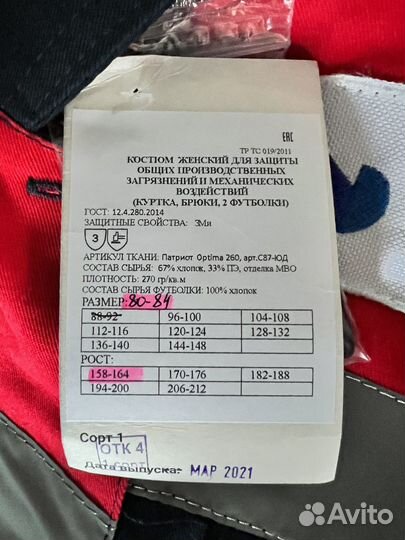 EAC
ТР ТС 019/2011
КОСТЮМ ЖЕНСКИЙ ДЛЯ ЗАЩИТЫ
ОБЩИХ ПРОИЗВОДСТВЕННЫХ
ЗАГРЯЗНЕНИЙ И МЕХАНИЧЕСКИХ
ВОЗДЕЙСТВИЙ
(КУРТКА, БРЮКИ, 2 ФУТБОЛКИ)
ГОСТ: 12.4.280.2014
ЗАЩИТНЫЕ СВОЙСТВА: ЗМи
3
АРТИКУЛ ТКАНИ: Патриот Optima 260, арт.С87-ЮД
СОСТАВ СЫРЬЯ: 67% хлопок, 33% ПЭ, отделка МВО
ПЛОТНОСТЬ: 270 гр/кв.м
СОСТАВ СЫРЬЯ ФУТБОЛКИ: 100% хлопок
РАЗМЕР: 80-84
88-92 96-100 104-108
112-116 120-124 128-132
136-140 144-148
РОСТ:
158-164 170-176 182-188
194-200 206-212
Сорт 1
ОТК 4
1 сорт
Дата выпуска: МАР 2021
Avito